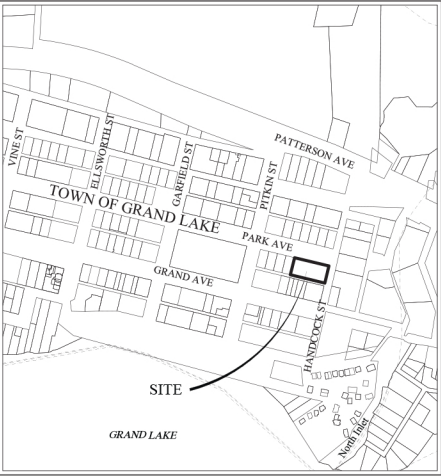 PATTERSON AVE
VINE ST
ELLSWORTH ST
GARFIELD ST
PITKIN ST
TOWN OF GRAND LAKE
PARK AVE
GRAND AVE
HANDCOCK ST
SITE
North Inlet
GRAND LAKE